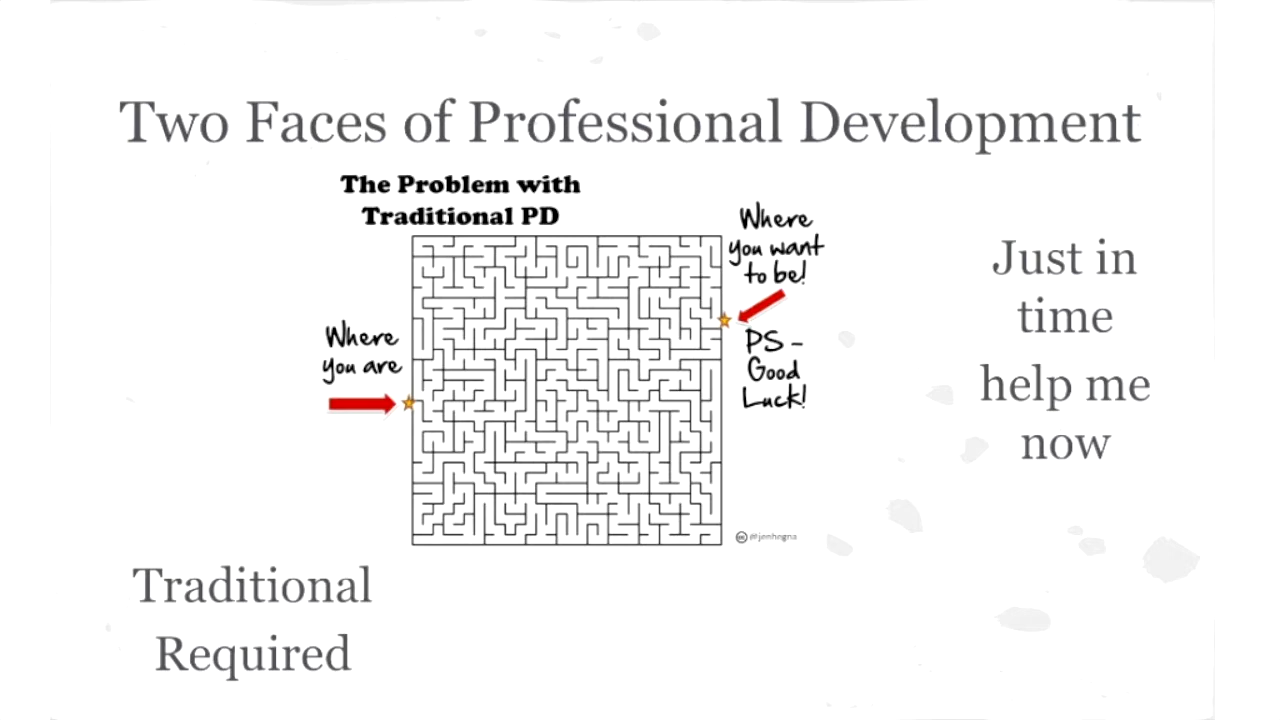 Two Faces of Professional Development
The Problem with
Traditional PD
Where
you want
to be!
Where
you are
PS -
Good
Luck!
Just in
time
help me
now
@jenhegna
Traditional
Required